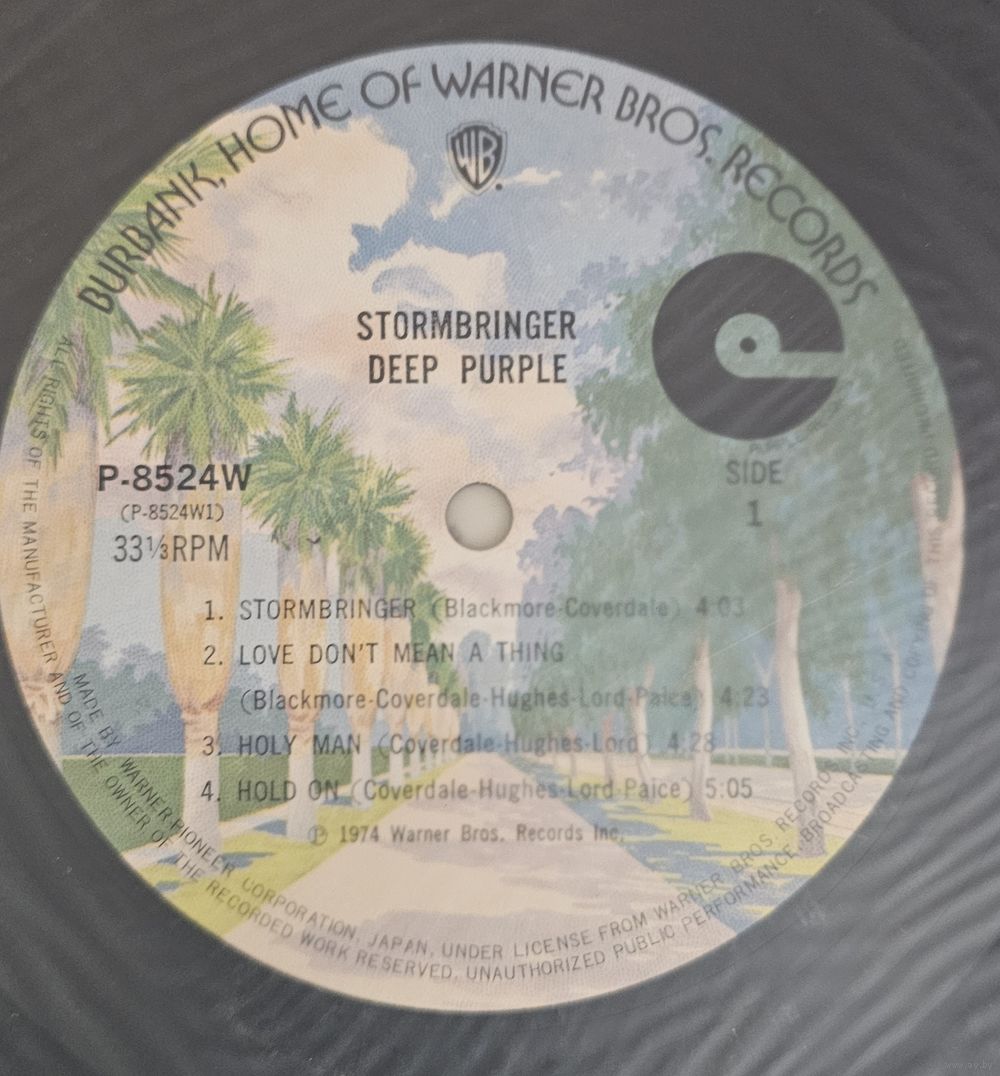 BURBANK, HOME OF WARNER BROS. RECORDS
WB
STORMBRINGER
DEEP PURPLE
P-8524W
(P-8524W1)
33⅓RPM
SIDE
1
1. STORMBRINGER (Blackmore-Coverdale) 4:03
2. LOVE DON'T MEAN A THING
(Blackmore-Coverdale-Hughes-Lord-Paice) 4:23
3. HOLY MAN (Coverdale-Hughes-Lord) 4:28
4. HOLD ON (Coverdale-Hughes-Lord-Paice) 5:05
℗ 1974 Warner Bros. Records Inc.
MADE BY WARNER-PIONEER CORPORATION, JAPAN, UNDER LICENSE FROM WARNER BROS. RECORDS INC., U.S.A.
ALL RIGHTS OF THE MANUFACTURER AND OF THE OWNER OF THE RECORDED WORK RESERVED. UNAUTHORIZED PUBLIC PERFORMANCE, BROADCASTING AND OF THIS